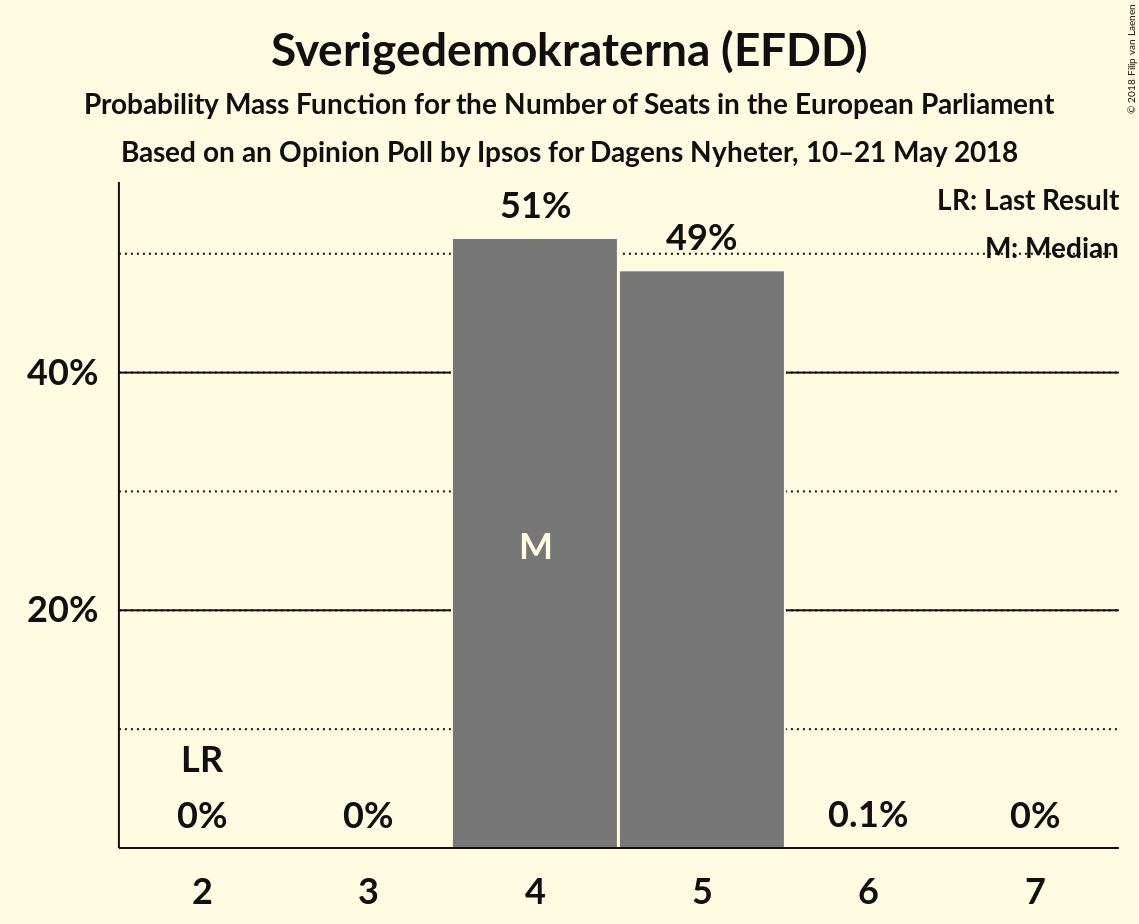 Sverigedemokraterna (EFDD)
Probability Mass Function for the Number of Seats in the European Parliament
Based on an Opinion Poll by Ipsos for Dagens Nyheter, 10–21 May 2018
© 2018 Filip van Laenen
LR: Last Result
M: Median
51%
49%
40%
M
20%
LR
0%
0%
0.1%
0%
2
3
4
5
6
7